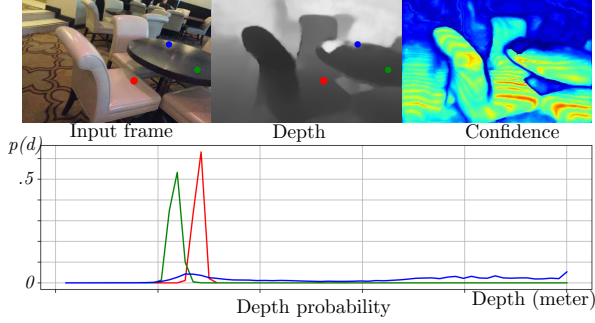 Input frame
Depth
Confidence
p(d)
.5
0
Depth probability
Depth (meter)